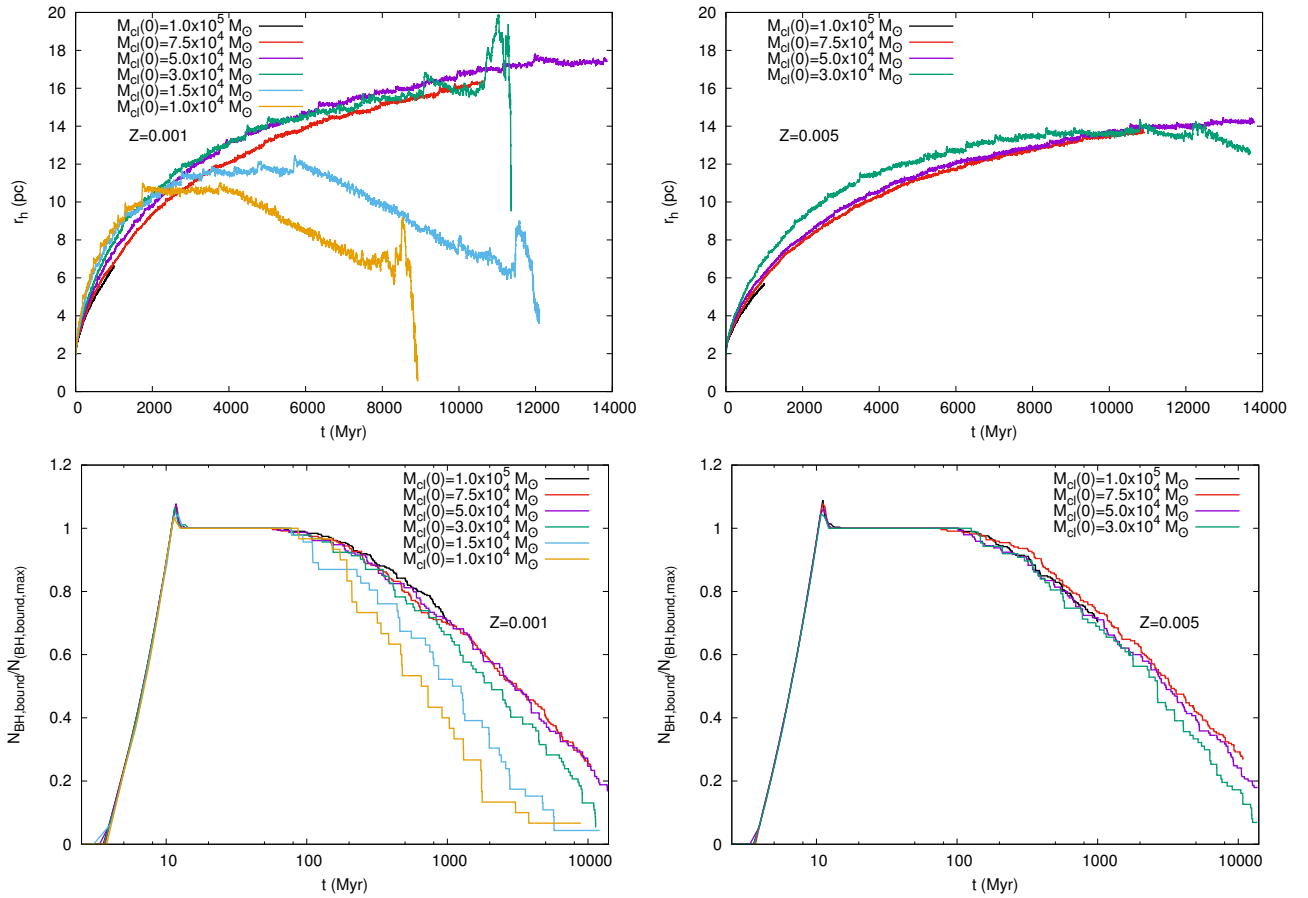 M_cl(0)=1.0x10^5 M_⊙
M_cl(0)=7.5x10^4 M_⊙
M_cl(0)=5.0x10^4 M_⊙
M_cl(0)=3.0x10^4 M_⊙
M_cl(0)=1.5x10^4 M_⊙
M_cl(0)=1.0x10^4 M_⊙
Z=0.001
r_h (pc)
20
18
16
14
12
10
8
6
4
2
0
0 2000 4000 6000 8000 10000 12000 14000
t (Myr)
M_cl(0)=1.0x10^5 M_⊙
M_cl(0)=7.5x10^4 M_⊙
M_cl(0)=5.0x10^4 M_⊙
M_cl(0)=3.0x10^4 M_⊙
Z=0.005
r_h (pc)
20
18
16
14
12
10
8
6
4
2
0
0 2000 4000 6000 8000 10000 12000 14000
t (Myr)
M_cl(0)=1.0x10^5 M_⊙
M_cl(0)=7.5x10^4 M_⊙
M_cl(0)=5.0x10^4 M_⊙
M_cl(0)=3.0x10^4 M_⊙
M_cl(0)=1.5x10^4 M_⊙
M_cl(0)=1.0x10^4 M_⊙
Z=0.001
N_BH,bound/N_(BH,bound,max)
1.2
1
0.8
0.6
0.4
0.2
0
10 100 1000 10000
t (Myr)
M_cl(0)=1.0x10^5 M_⊙
M_cl(0)=7.5x10^4 M_⊙
M_cl(0)=5.0x10^4 M_⊙
M_cl(0)=3.0x10^4 M_⊙
Z=0.005
N_BH,bound/N_(BH,bound,max)
1.2
1
0.8
0.6
0.4
0.2
0
10 100 1000 10000
t (Myr)